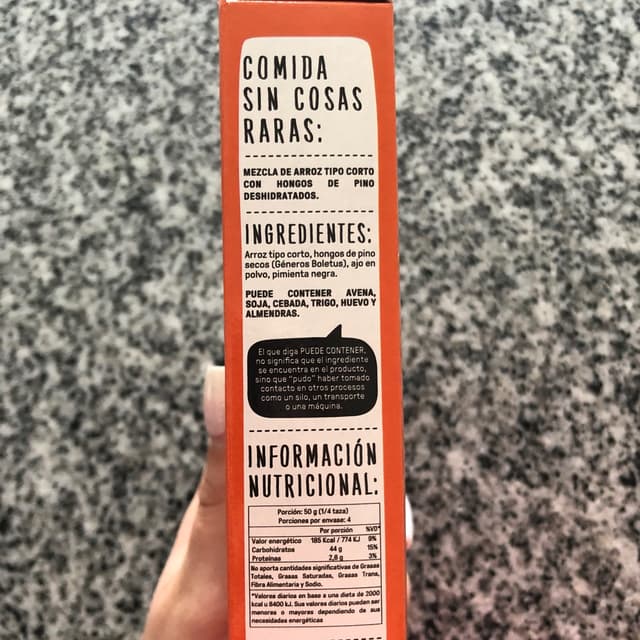 COMIDA
SIN COSAS
RARAS:
MEZCLA DE ARROZ TIPO CORTO
CON HONGOS DE PINO
DESHIDRATADOS.
INGREDIENTES:
Arroz tipo corto, hongos de pino
secos (Géneros Boletus), ajo en
polvo, pimienta negra.
PUEDE CONTENER AVENA,
SOJA, CEBADA, TRIGO, HUEVO Y
ALMENDRAS.
El que diga PUEDE CONTENER,
no significa que el ingrediente
se encuentra en el producto,
sino que "pudo" haber tomado
contacto en otros procesos
como un silo, un transporte
o una máquina.
INFORMACIÓN
NUTRICIONAL:
Porción: 50 g (1/4 taza)
Porciones por envase: 4
Por porción %VD*
Valor energético 185 Kcal / 774 KJ 9%
Carbohidratos 44 g 15%
Proteínas 2,8 g 3%
No aporta cantidades significativas de Grasas
Totales, Grasas Saturadas, Grasas Trans,
Fibra Alimentaria y Sodio.
*Valores diarios en base a una dieta de 2000
kcal u 8400 kJ. Sus valores diarios pueden ser
menores o mayores dependiendo de sus
necesidades energéticas